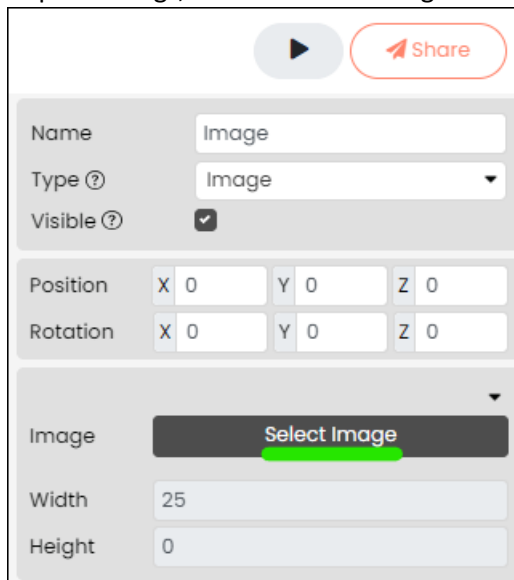 Share
Name Image
Type ? Image
Visible ?
Position X 0 Y 0 Z 0
Rotation X 0 Y 0 Z 0
Image Select Image
Width 25
Height 0